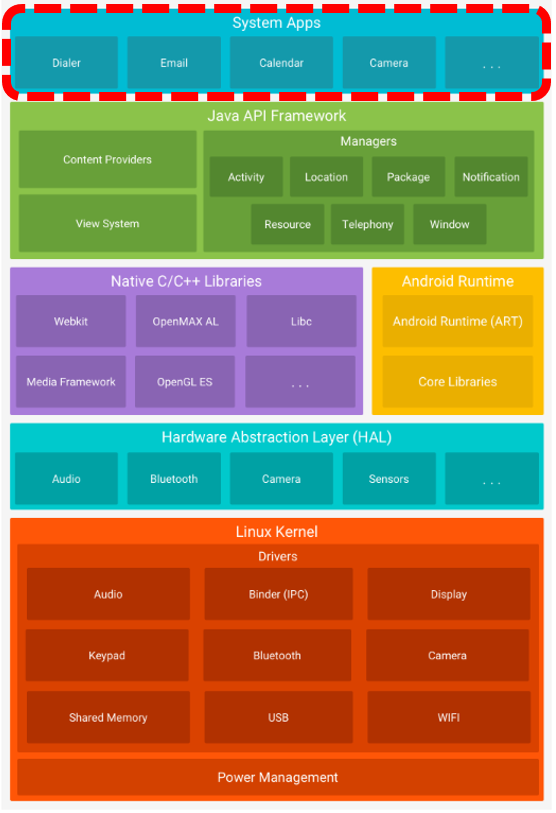 System Apps
Dialer Email Calendar Camera . . .
Java API Framework
Managers
Content Providers
Activity Location Package Notification
View System
Resource Telephony Window
Native C/C++ Libraries
Webkit OpenMAX AL Libc
Media Framework OpenGL ES . . .
Android Runtime
Android Runtime (ART)
Core Libraries
Hardware Abstraction Layer (HAL)
Audio Bluetooth Camera Sensors . . .
Linux Kernel
Drivers
Audio Binder (IPC) Display
Keypad Bluetooth Camera
Shared Memory USB WIFI
Power Management